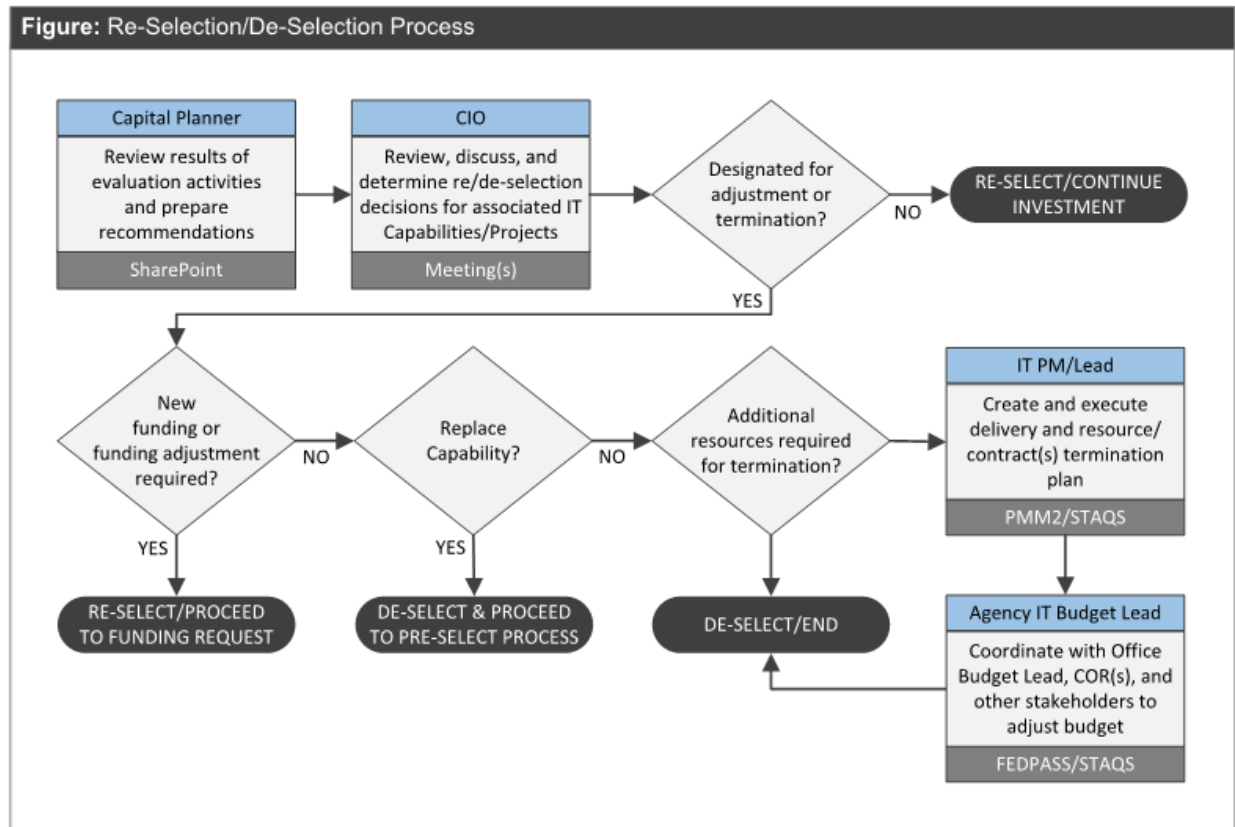 Figure: Re-Selection/De-Selection Process
Capital Planner
Review results of
evaluation activities
and prepare
recommendations
SharePoint
CIO
Review, discuss, and
determine re/de-selection
decisions for associated IT
Capabilities/Projects
Meeting(s)
Designated for
adjustment or
termination?
NO
RE-SELECT/CONTINUE
INVESTMENT
YES
New
funding or
funding adjustment
required?
NO
YES
RE-SELECT/PROCEED
TO FUNDING REQUEST
Replace
Capability?
NO
YES
DE-SELECT & PROCEED
TO PRE-SELECT PROCESS
Additional
resources required
for termination?
DE-SELECT/END
IT PM/Lead
Create and execute
delivery and resource/
contract(s) termination
plan
PMM2/STAQS
Agency IT Budget Lead
Coordinate with Office
Budget Lead, COR(s), and
other stakeholders to
adjust budget
FEDPASS/STAQS